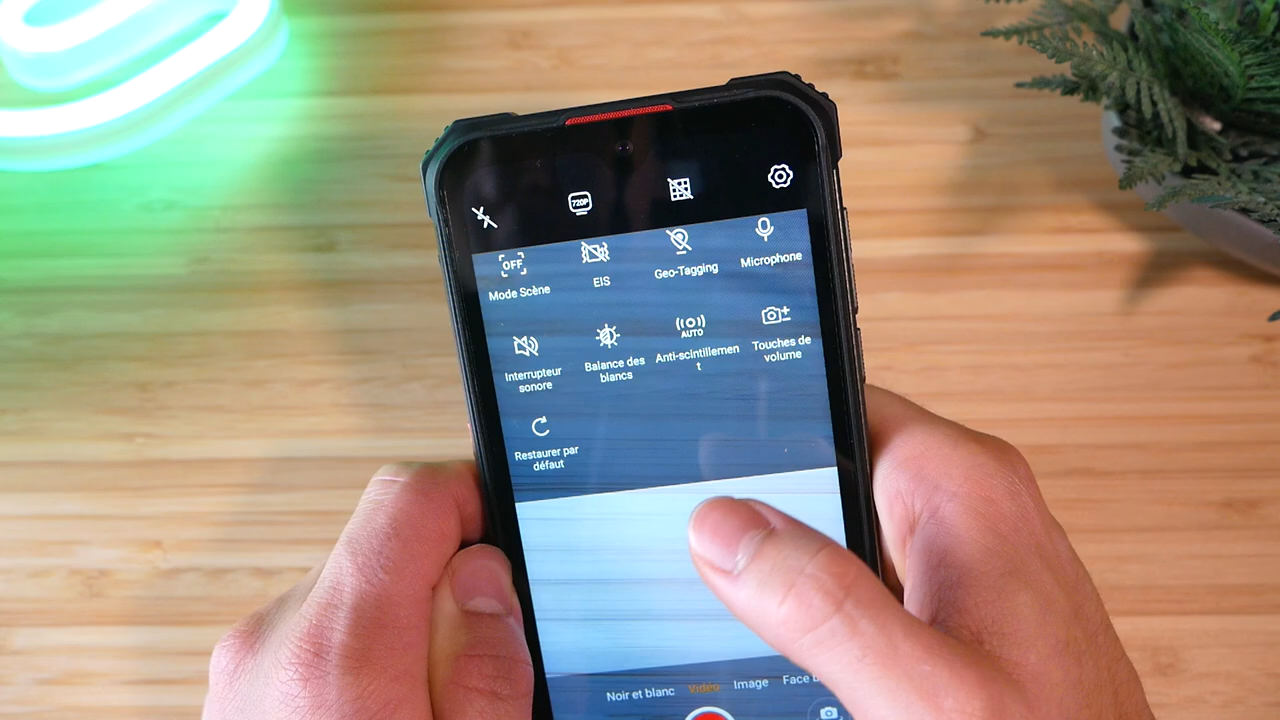 720P
OFF
Mode Scène
EIS
Geo-Tagging
Microphone
Interrupteur
sonore
Balance des
blancs
AUTO
Anti-scintillemen
t
Touches de
volume
Restaurer par
défaut
Noir et blanc Vidéo Image Face